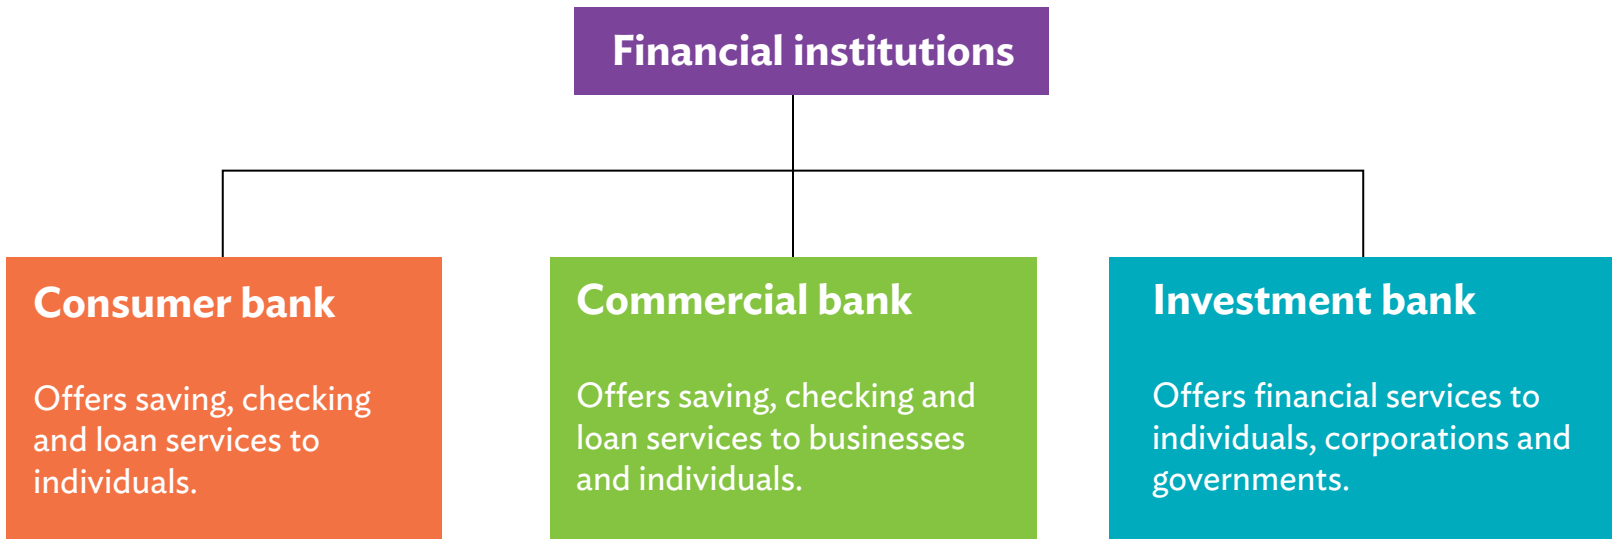 Financial institutions
Consumer bank
Offers saving, checking
and loan services to
individuals.
Commercial bank
Offers saving, checking and
loan services to businesses
and individuals.
Investment bank
Offers financial services to
individuals, corporations and
governments.